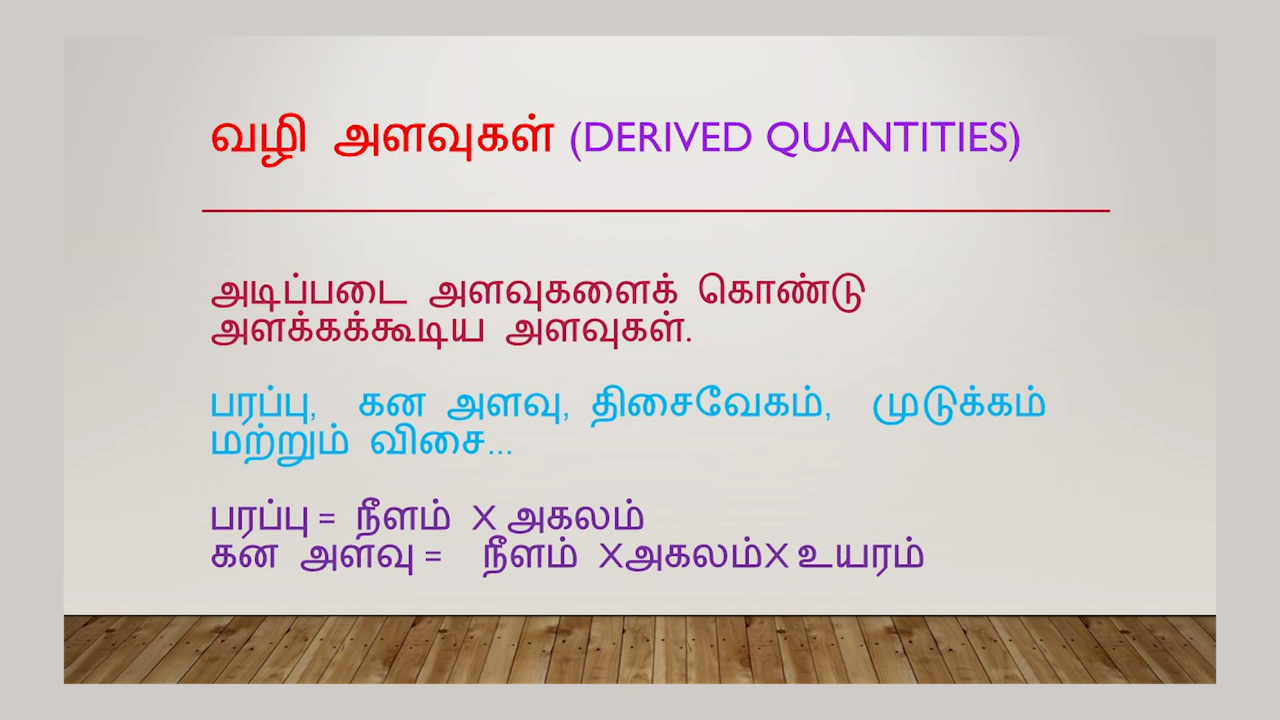 வழி அளவுகள் (DERIVED QUANTITIES)
அடிப்படை அளவுகளைக் கொண்டு
அளக்கக்கூடிய அளவுகள்.
பரப்பு, கன அளவு, திசைவேகம், முடுக்கம்
மற்றும் விசை...
பரப்பு = நீளம் X அகலம்
கன அளவு = நீளம் Xஅகலம்X உயரம்